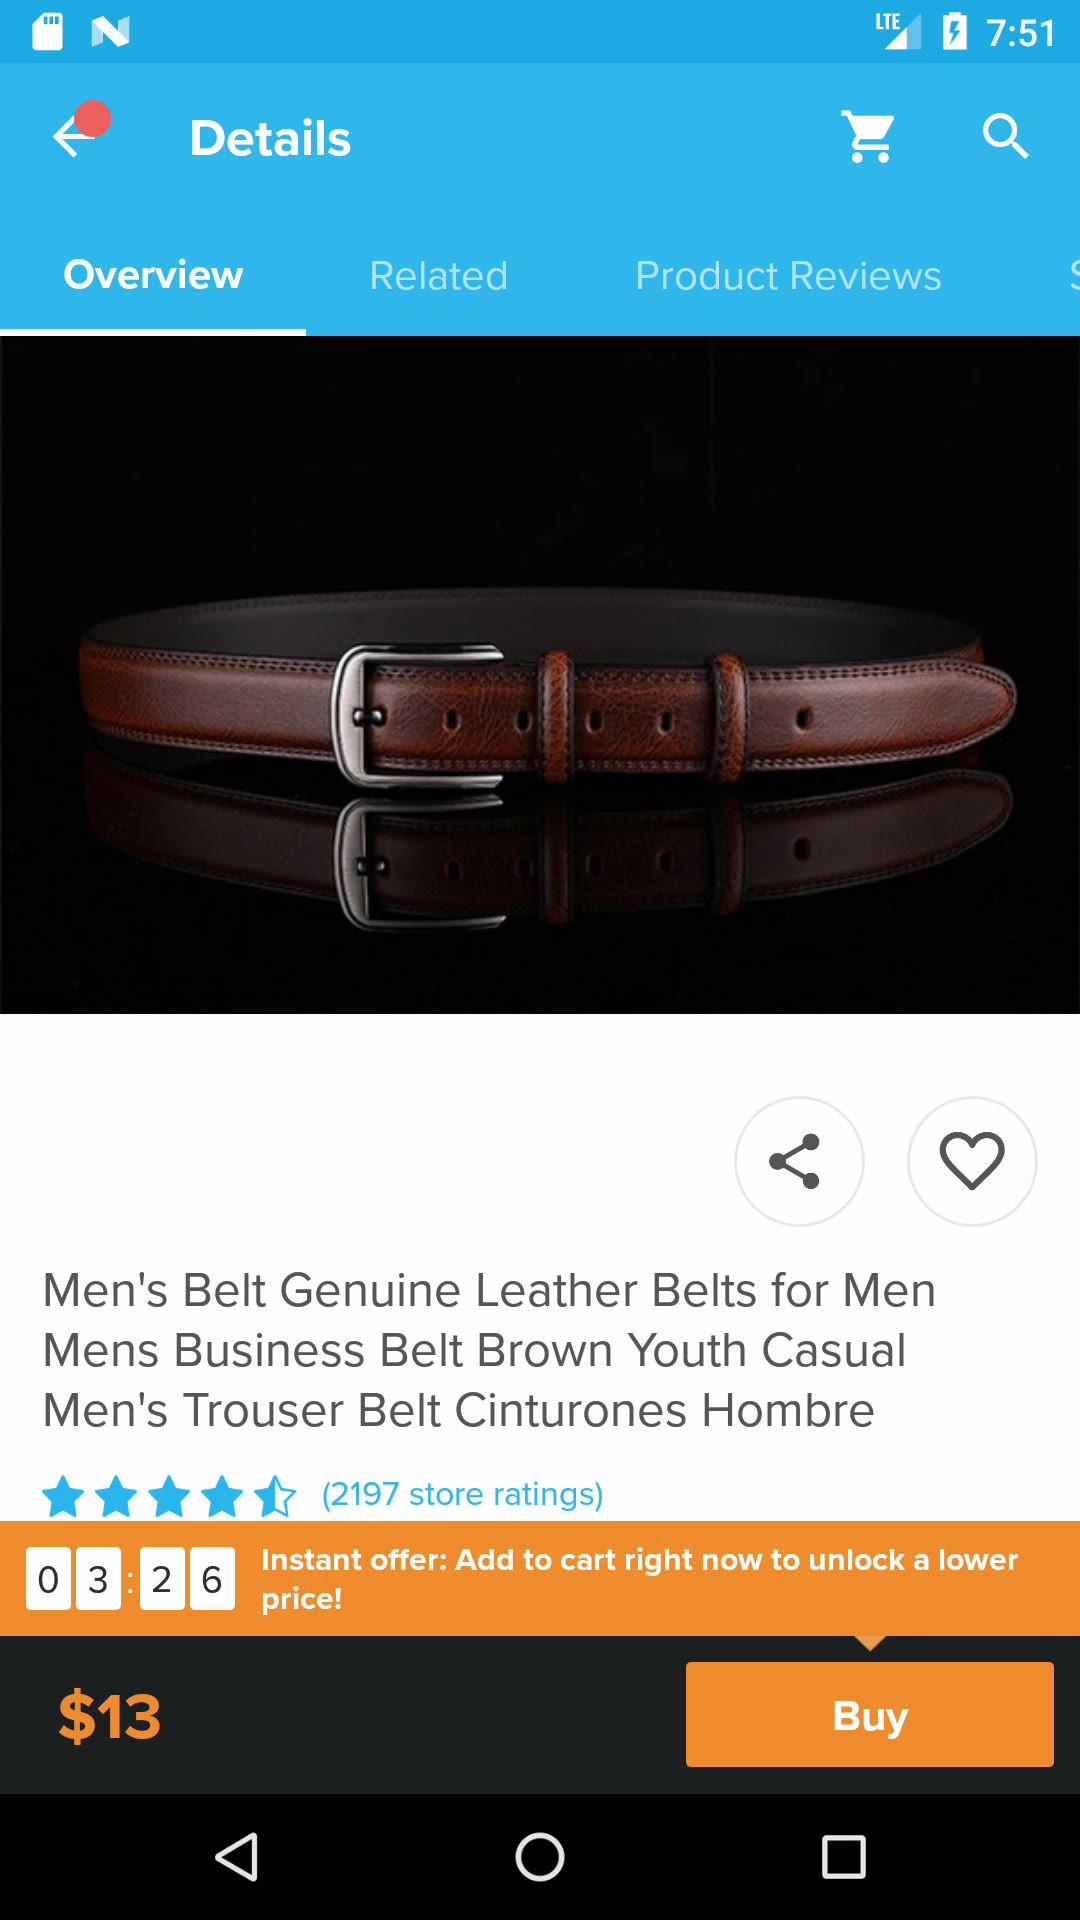 LTE 7:51
Details
Overview Related Product Reviews
Men's Belt Genuine Leather Belts for Men
Mens Business Belt Brown Youth Casual
Men's Trouser Belt Cinturones Hombre
(2197 store ratings)
03:26
Instant offer: Add to cart right now to unlock a lower
price!
$13
Buy